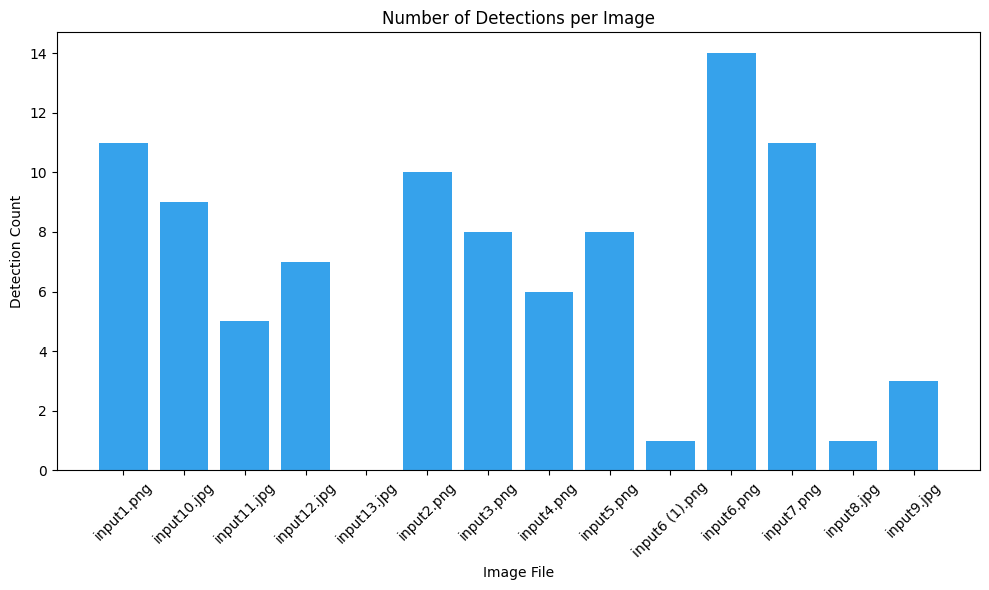 Number of Detections per Image
Detection Count
14
12
10
8
6
4
2
0
input1.png
input10.jpg
input11.jpg
input12.jpg
input13.jpg
input2.png
input3.png
input4.png
input5.png
input6 (1).png
input6.png
input7.png
input8.jpg
input9.jpg
Image File